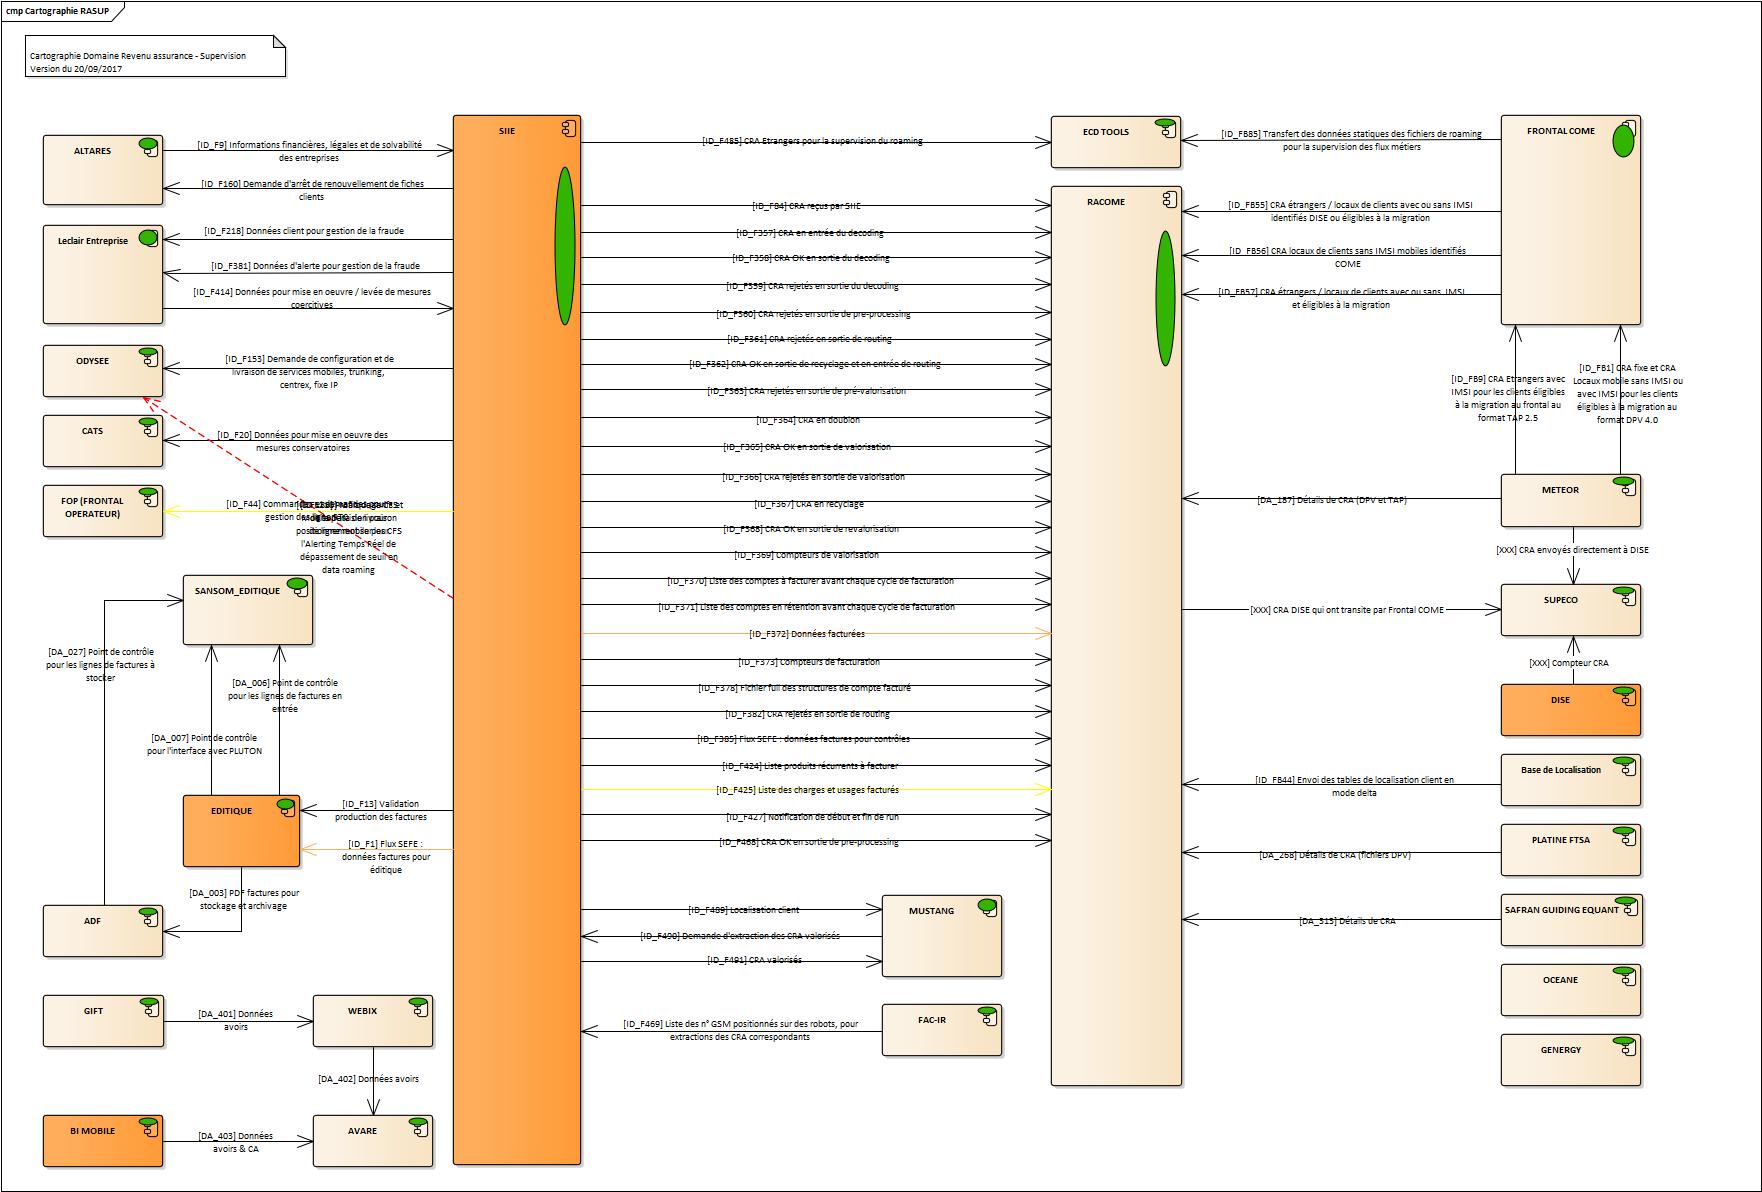 cmp Cartographie RASUP
Cartographie Domaine Revenu assurance - Supervision
Version du 20/09/2017
ALTARES
[ID_F9] Informations financières, légales et de solvabilité
des entreprises
[ID_F160] Demande d'arrêt de renouvellement de fiches
clients
Leclair Entreprise
[ID_F218] Données client pour gestion de la fraude
[ID_F381] Données d'alerte pour gestion de la fraude
[ID_F414] Données pour mise en oeuvre / levée de mesures
coercitives
ODYSEE
[ID_F153] Demande de configuration et de
livraison de services mobiles, trunking,
centrex, fixe IP
CATS
[ID_F20] Données pour mise en oeuvre des
mesures conservatoires
FOP (FRONTAL
OPERATEUR)
[ID_F44]
l'Alerting Temps Réel de
dépassement de seuil en
data roaming
SANSOM_EDITIQUE
[DA_027] Point de contrôle
pour les lignes de factures à
stocker
[DA_006] Point de contrôle
pour les lignes de factures en
entrée
[DA_007] Point de contrôle
pour l'interface avec PLUTON
EDITIQUE
[ID_F13] Validation
production des factures
[ID_F1] Flux SEFE :
données factures pour
éditique
[DA_003] PDF factures pour
stockage et archivage
ADF
GIFT
[DA_401] Données
avoirs
WEBIX
[DA_402] Données avoirs
BI MOBILE
[DA_403] Données
avoirs & CA
AVARE
SIIE
[ID_F485] CRA Etrangers pour la supervision du roaming
[ID_F84] CRA reçus par SIIE
[ID_F357] CRA en entrée du decoding
[ID_F358] CRA OK en sortie du decoding
[ID_F359] CRA rejetés en sortie du decoding
[ID_F360] CRA rejetés en sortie de pre-processing
[ID_F361] CRA rejetés en sortie de routing
[ID_F362] CRA OK en sortie de recyclage et en entrée de routing
[ID_F363] CRA rejetés en sortie de pré-valorisation
[ID_F364] CRA en doublon
[ID_F365] CRA OK en sortie de valorisation
[ID_F366] CRA rejetés en sortie de valorisation
[ID_F367] CRA en recyclage
[ID_F368] CRA OK en sortie de revalorisation
[ID_F369] Compteurs de valorisation
[ID_F370] Liste des comptes à facturer avant chaque cycle de facturation
[ID_F371] Liste des comptes en rétention avant chaque cycle de facturation
[ID_F372] Données facturées
[ID_F373] Compteurs de facturation
[ID_F378] Fichier full des structures de compte facturé
[ID_F382] CRA rejetés en sortie de routing
[ID_F385] Flux SEFE : données factures pour contrôles
[ID_F424] Liste produits récurrents à facturer
[ID_F425] Liste des charges et usages facturés
[ID_F427] Notification de début et fin de run
[ID_F468] CRA OK en sortie de pre-processing
[ID_F489] Localisation client
[ID_F490] Demande d'extraction des CRA valorisés
[ID_F491] CRA valorisés
MUSTANG
[ID_F469] Liste des n° GSM positionnés sur des robots, pour
extractions des CRA correspondants
FAC-IR
ECD TOOLS
RACOME
[ID_FB85] Transfert des données statiques des fichiers de roaming
pour la supervision des flux métiers
[ID_FB55] CRA étrangers / locaux de clients avec ou sans IMSI
identifiés DISE ou éligibles à la migration
[ID_FB56] CRA locaux de clients sans IMSI mobiles identifiés
COME
[ID_FB57] CRA étrangers / locaux de clients avec ou sans IMSI
et éligibles à la migration
FRONTAL COME
[ID_FB9] CRA Etrangers avec
IMSI pour les clients éligibles
à la migration au frontal au
format TAP 2.5
[ID_FB1] CRA fixe et CRA
Locaux mobile sans IMSI ou
avec IMSI pour les clients
éligibles à la migration au
format DPV 4.0
METEOR
[DA_187] Détails de CRA (DPV et TAP)
[XXX] CRA envoyés directement à DISE
SUPECO
[XXX] CRA DISE qui ont transite par Frontal COME
[XXX] Compteur CRA
DISE
Base de Localisation
[ID_FB44] Envoi des tables de localisation client en
mode delta
PLATINE FTSA
[DA_268] Détails de CRA (fichiers DPV)
SAFRAN GUIDING EQUANT
[DA_313] Détails de CRA
OCEANE
GENERGY